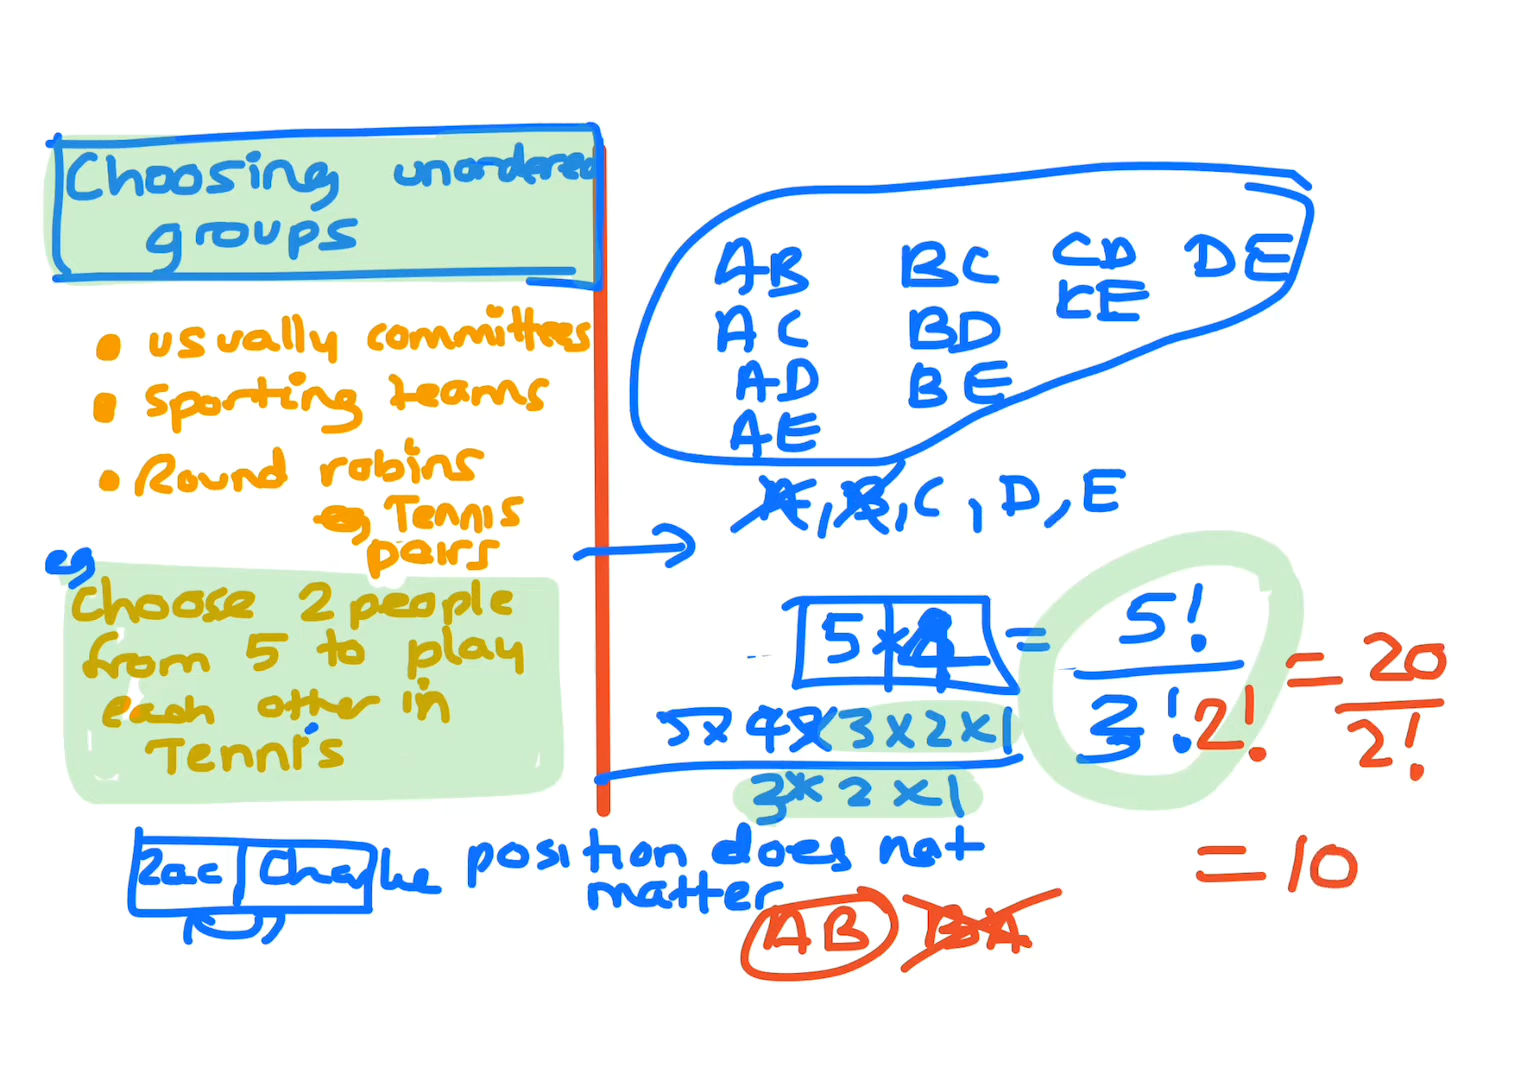 Choosing unordered
groups
• usually committees
• sporting teams
• Round robins
eg Tennis
pairs
eg
Choose 2 people
from 5 to play
each other in
Tennis
AB BC CD DE
AC BD CE
AD BE
AE
A, B, C, D, E
5 × 4 = 5! / 3! 2! = 20 / 2!
5 × 4 × 3 × 2 × 1
3 × 2 × 1
= 10
Zac Charlie position does not
matter
AB BA